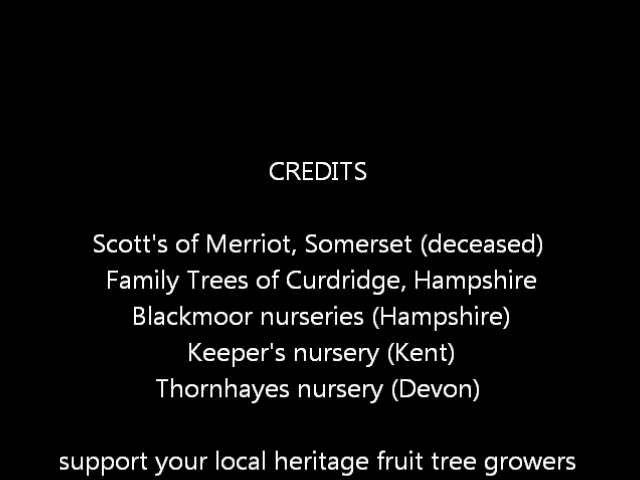 CREDITS
Scott's of Merriot, Somerset (deceased)
Family Trees of Curdridge, Hampshire
Blackmoor nurseries (Hampshire)
Keeper's nursery (Kent)
Thornhayes nursery (Devon)
support your local heritage fruit tree growers